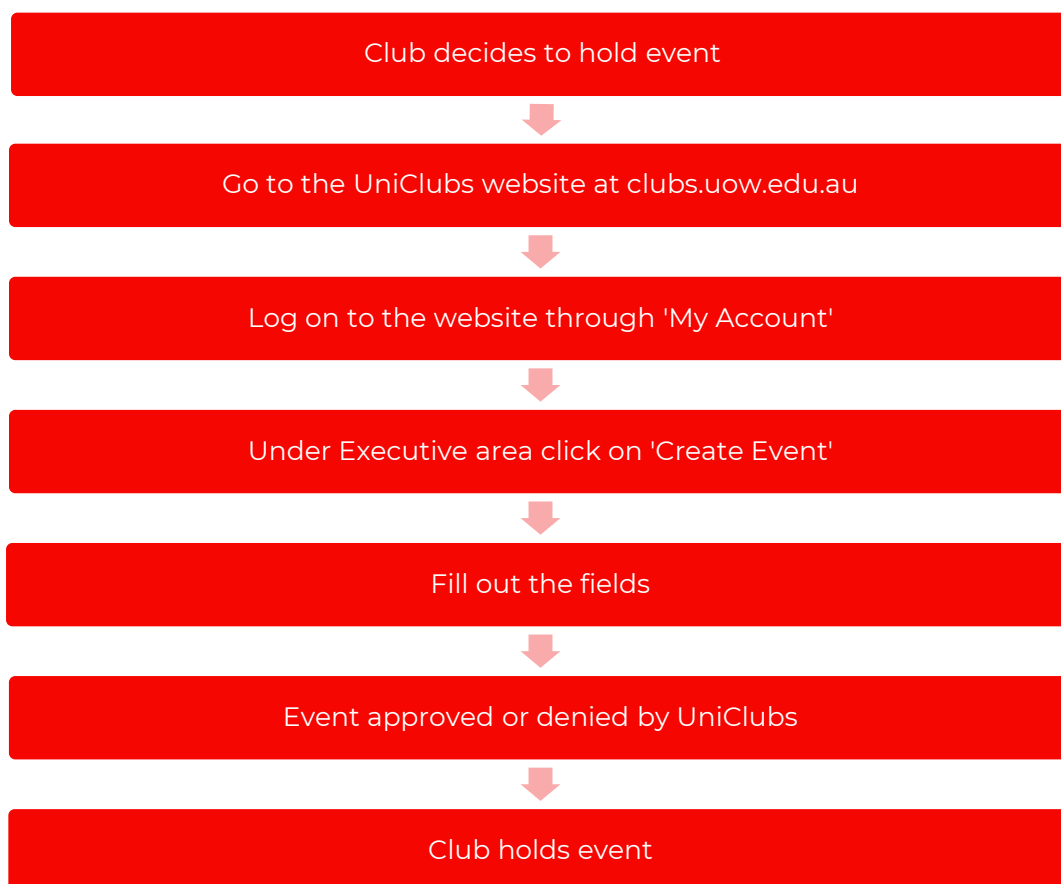 Club decides to hold event
Go to the UniClubs website at clubs.uow.edu.au
Log on to the website through 'My Account'
Under Executive area click on 'Create Event'
Fill out the fields
Event approved or denied by UniClubs
Club holds event